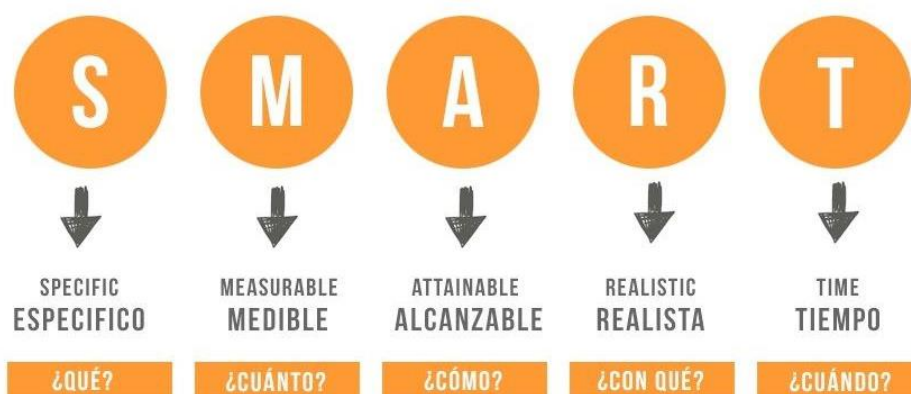 S M A R T
SPECIFIC MEASURABLE ATTAINABLE REALISTIC TIME
ESPECIFICO MEDIBLE ALCANZABLE REALISTA TIEMPO
¿QUÉ? ¿CUÁNTO? ¿CÓMO? ¿CON QUÉ? ¿CUÁNDO?